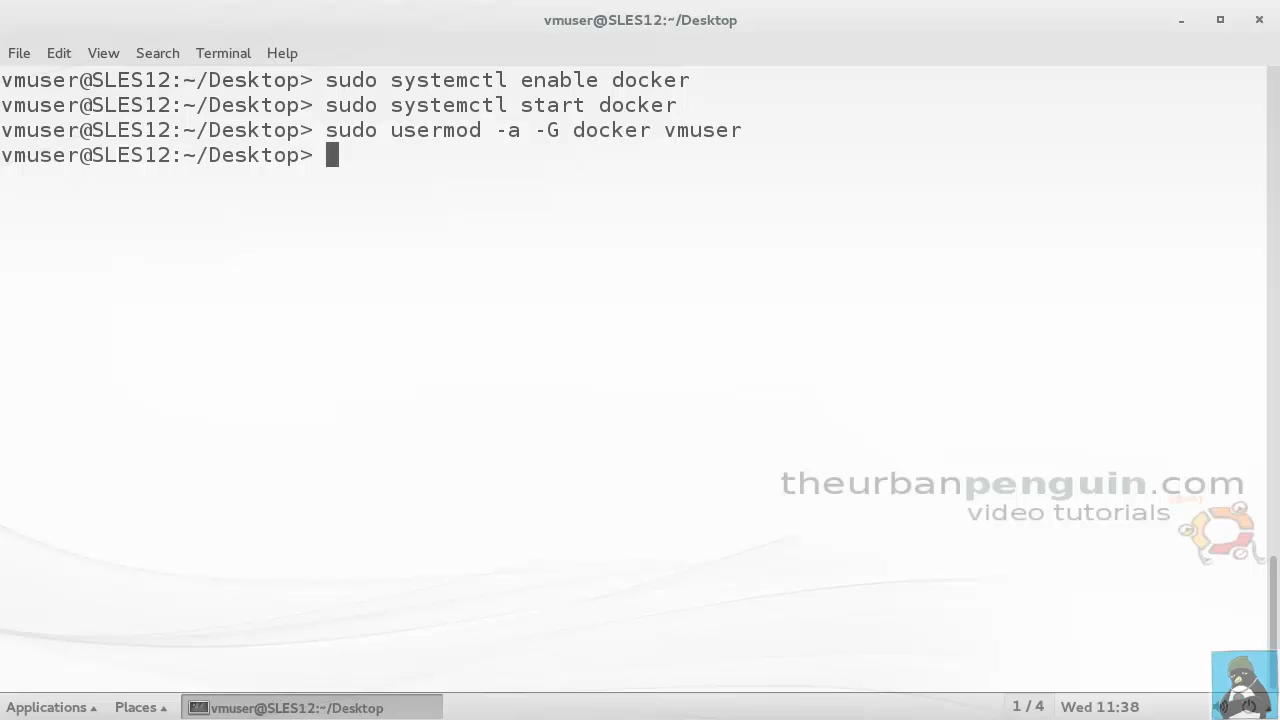 vmuser@SLES12:~/Desktop
File Edit View Search Terminal Help
vmuser@SLES12:~/Desktop> sudo systemctl enable docker
vmuser@SLES12:~/Desktop> sudo systemctl start docker
vmuser@SLES12:~/Desktop> sudo usermod -a -G docker vmuser
vmuser@SLES12:~/Desktop>
theurbanpenguin.com
video tutorials
Applications Places vmuser@SLES12:~/Desktop 1 / 4 Wed 11:38